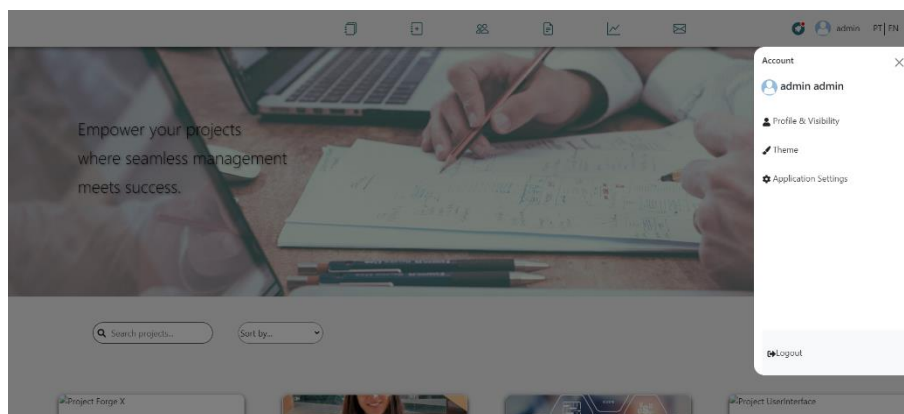 admin PT| EN
Account
admin admin
Profile & Visibility
Theme
Application Settings
Logout
Empower your projects
where seamless management
meets success.
Search projects...
Sort by...
Project Forge X
Project UserInterface